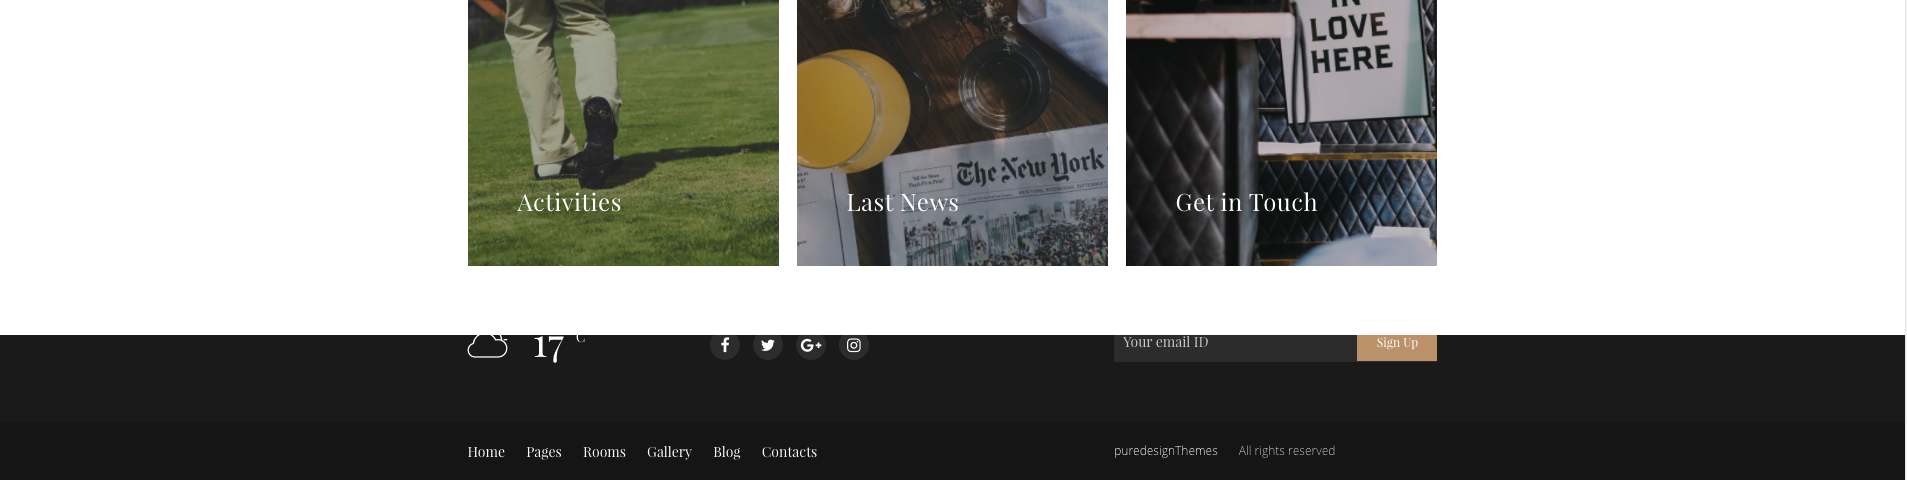 IN
LOVE
HERE
The New York
Activities
Last News
Get in Touch
17 C
Your email ID
Sign Up
Home Pages Rooms Gallery Blog Contacts
puredesignThemes All rights reserved